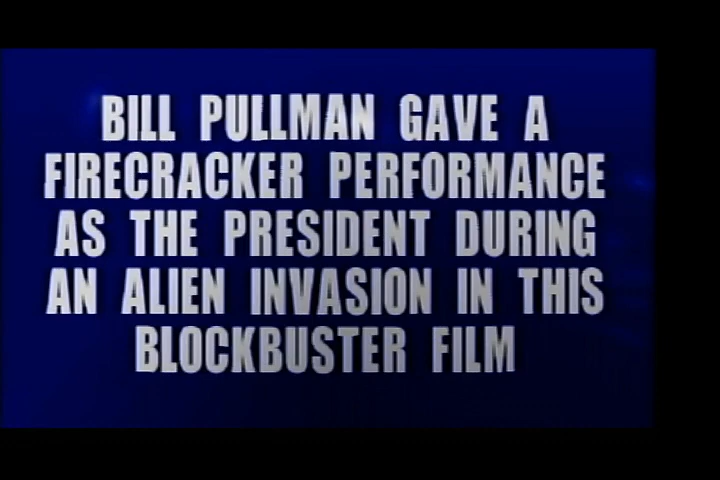 BILL PULLMAN GAVE A
FIRECRACKER PERFORMANCE
AS THE PRESIDENT DURING
AN ALIEN INVASION IN THIS
BLOCKBUSTER FILM